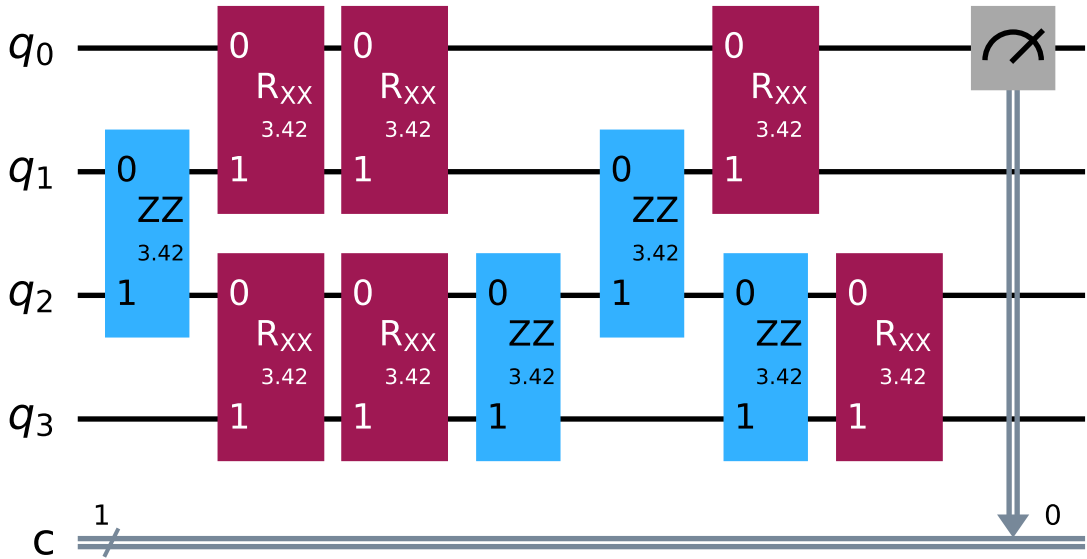 q0 0 0 0
RXX RXX RXX
3.42 3.42 3.42
q1 0 1 1 0 1
ZZ ZZ
3.42 3.42
q2 1 0 0 0 1 0 0
RXX RXX ZZ ZZ RXX
3.42 3.42 3.42 3.42 3.42
q3 1 1 1 1 1
1 0
c